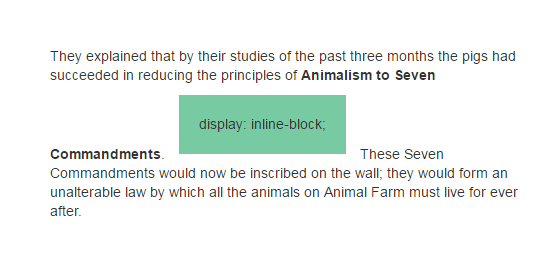 They explained that by their studies of the past three months the pigs had
succeeded in reducing the principles of Animalism to Seven
display: inline-block;
Commandments. These Seven
Commandments would now be inscribed on the wall; they would form an
unalterable law by which all the animals on Animal Farm must live for ever
after.